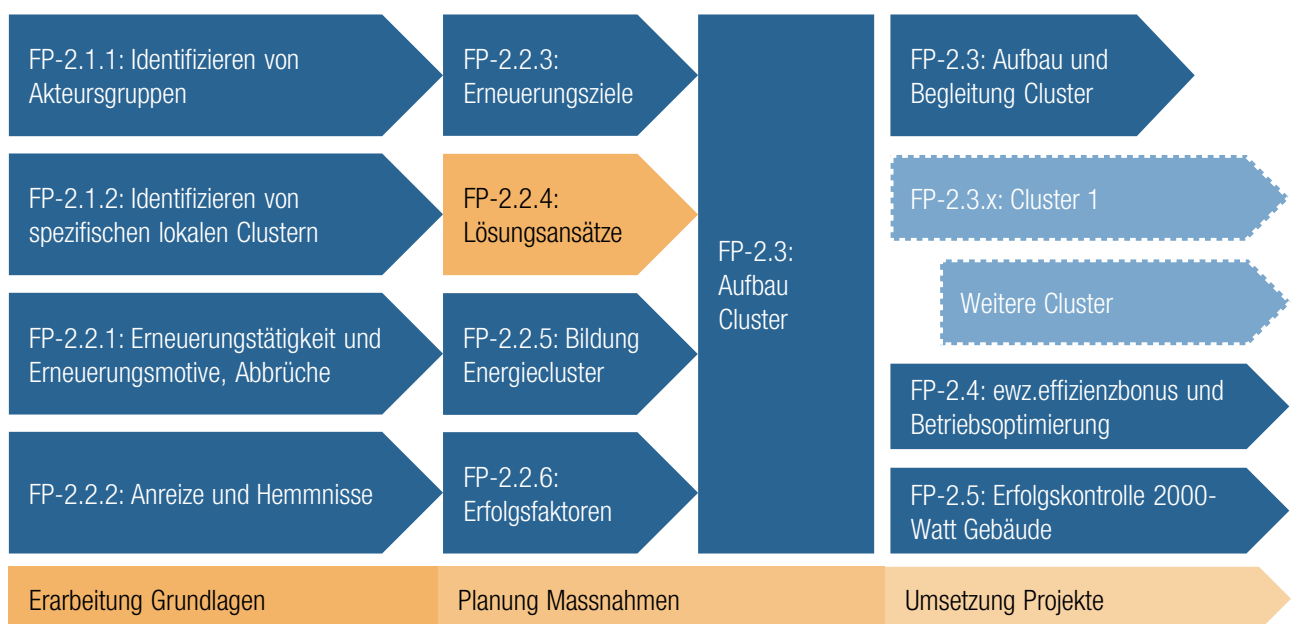 FP-2.1.1: Identifizieren von
Akteursgruppen
FP-2.1.2: Identifizieren von
spezifischen lokalen Clustern
FP-2.2.1: Erneuerungstätigkeit und
Erneuerungsmotive, Abbrüche
FP-2.2.2: Anreize und Hemmnisse
FP-2.2.3:
Erneuerungsziele
FP-2.2.4:
Lösungsansätze
FP-2.2.5: Bildung
Energiecluster
FP-2.2.6:
Erfolgsfaktoren
FP-2.3:
Aufbau
Cluster
FP-2.3: Aufbau und
Begleitung Cluster
FP-2.3.x: Cluster 1
Weitere Cluster
FP-2.4: ewz.effizienzbonus und
Betriebsoptimierung
FP-2.5: Erfolgskontrolle 2000-
Watt Gebäude
Erarbeitung Grundlagen
Planung Massnahmen
Umsetzung Projekte